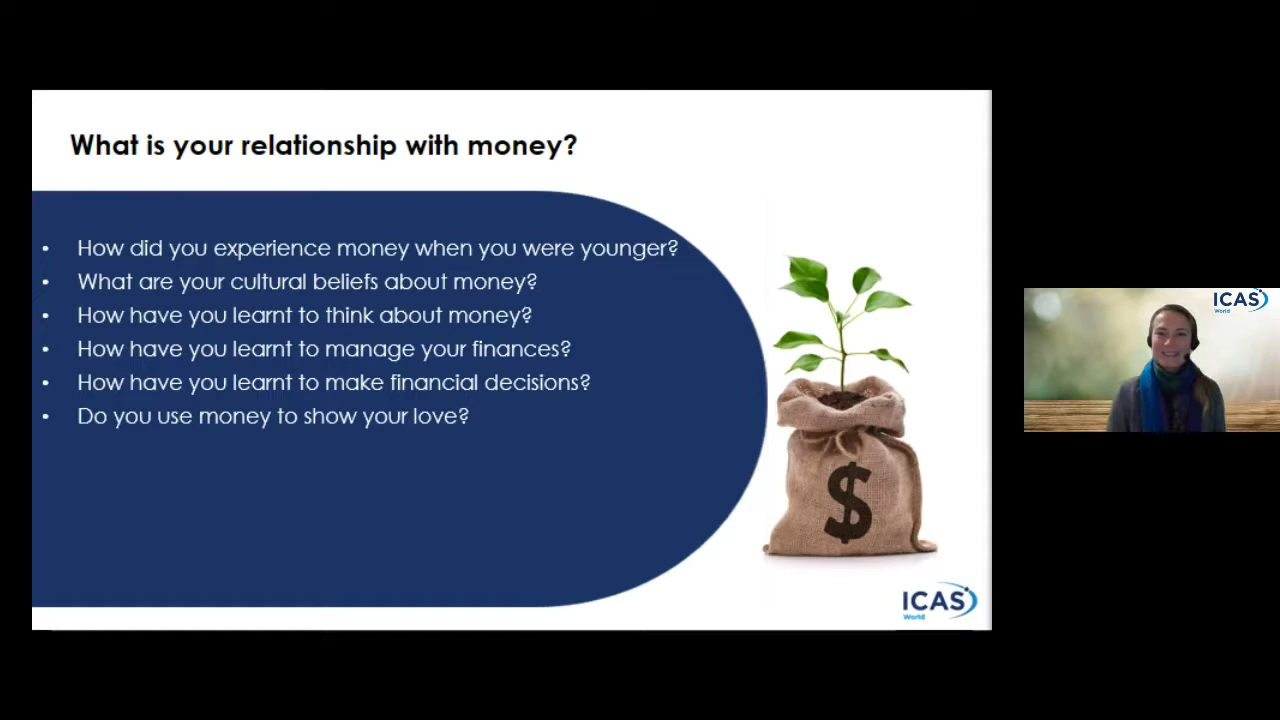 What is your relationship with money?
• How did you experience money when you were younger?
• What are your cultural beliefs about money?
• How have you learnt to think about money?
• How have you learnt to manage your finances?
• How have you learnt to make financial decisions?
• Do you use money to show your love?
$
ICAS
World
ICAS
World